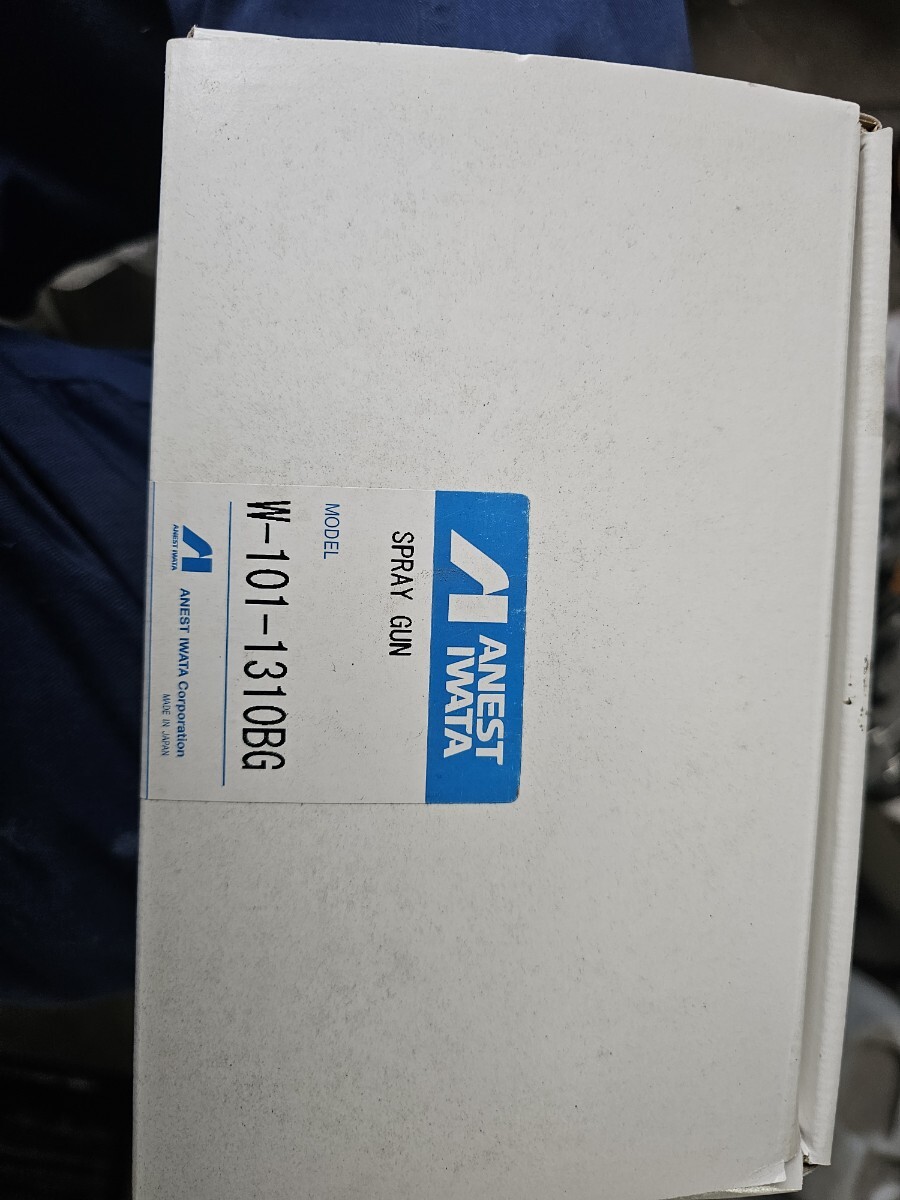 ANEST
IWATA
SPRAY GUN
MODEL
W-101-1310BG
ANEST IWATA
ANEST IWATA Corporation
MADE IN JAPAN